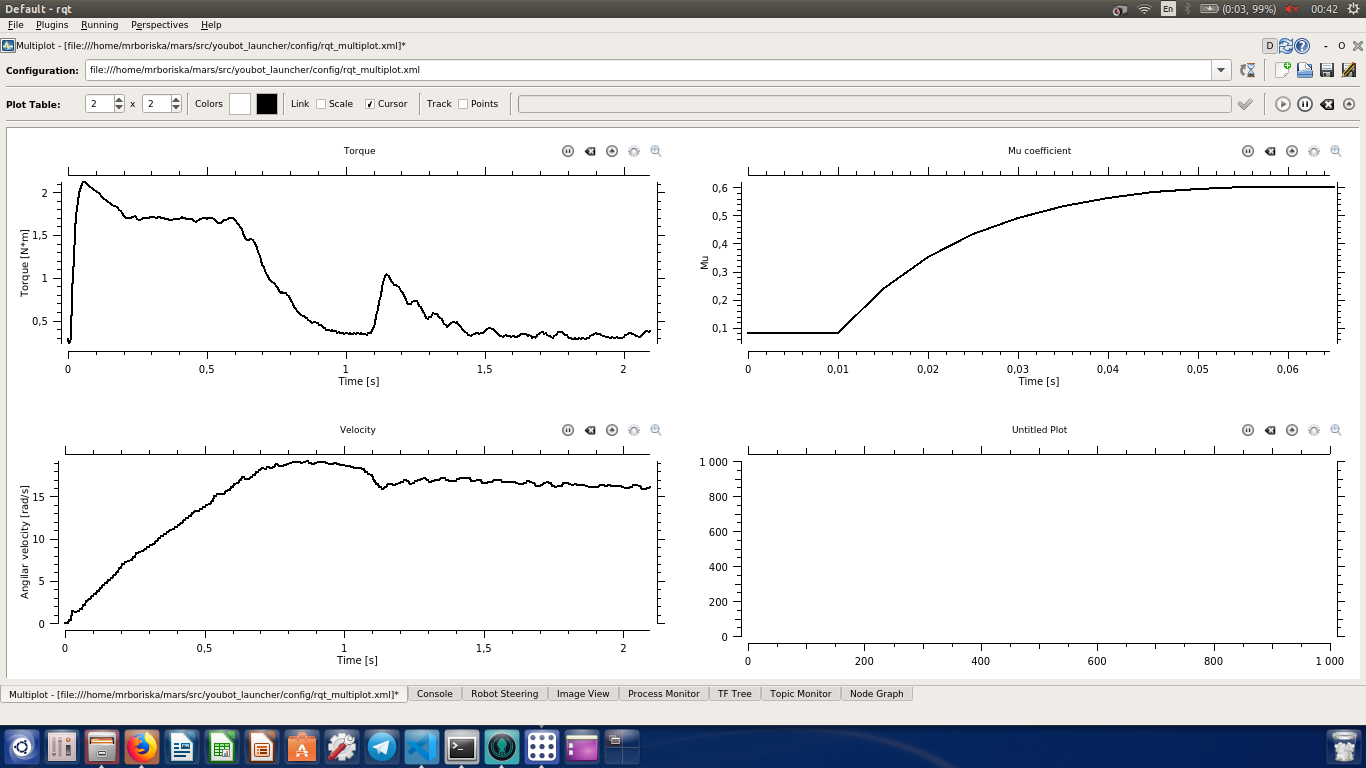 Default - rqt
En
(0:03, 99%)
00:42
File Plugins Running Perspectives Help
Multiplot - [file:///home/mrboriska/mars/src/youbot_launcher/config/rqt_multiplot.xml]*
D
- O
Configuration: file:///home/mrboriska/mars/src/youbot_launcher/config/rqt_multiplot.xml
Plot Table: 2 x 2 Colors Link Scale Cursor Track Points
Torque
2
1,5
1
0,5
Torque [N*m]
0 0,5 1 1,5 2
Time [s]
Mu coefficient
0,6
0,5
0,4
0,3
0,2
0,1
Mu
0 0,01 0,02 0,03 0,04 0,05 0,06
Time [s]
Velocity
15
10
5
0
Angilar velocity [rad/s]
0 0,5 1 1,5 2
Time [s]
Untitled Plot
1 000
800
600
400
200
0
0 200 400 600 800 1 000
Multiplot - [file:///home/mrboriska/mars/src/youbot_launcher/config/rqt_multiplot.xml]* Console Robot Steering Image View Process Monitor TF Tree Topic Monitor Node Graph